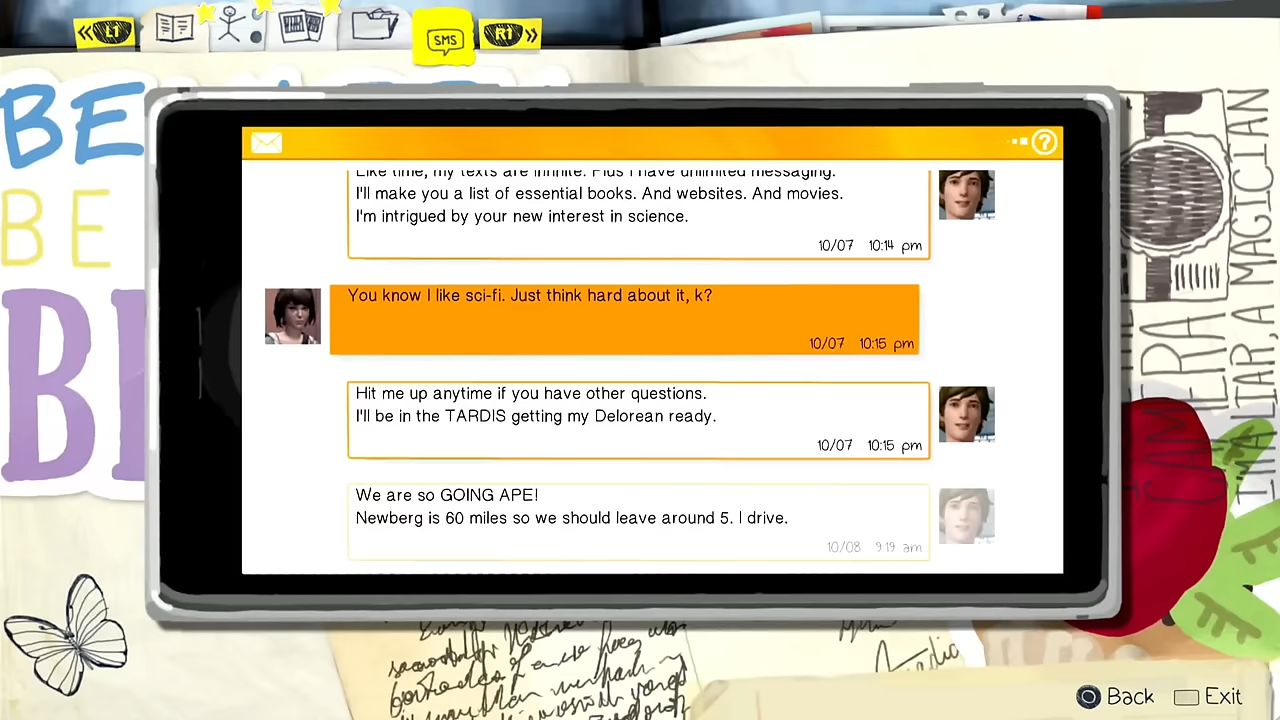 L1
SMS
R1
BE
BE
Like time, my texts are infinite. Plus I have unlimited messaging.
I'll make you a list of essential books. And websites. And movies.
I'm intrigued by your new interest in science.
10/07 10:14 pm
You know I like sci-fi. Just think hard about it, k?
10/07 10:15 pm
Hit me up anytime if you have other questions.
I'll be in the TARDIS getting my Delorean ready.
10/07 10:15 pm
We are so GOING APE!
Newberg is 60 miles so we should leave around 5. I drive.
10/08 9:19 am
?
CAMERA
IM A LIAR, A MAGICIAN
Back
Exit